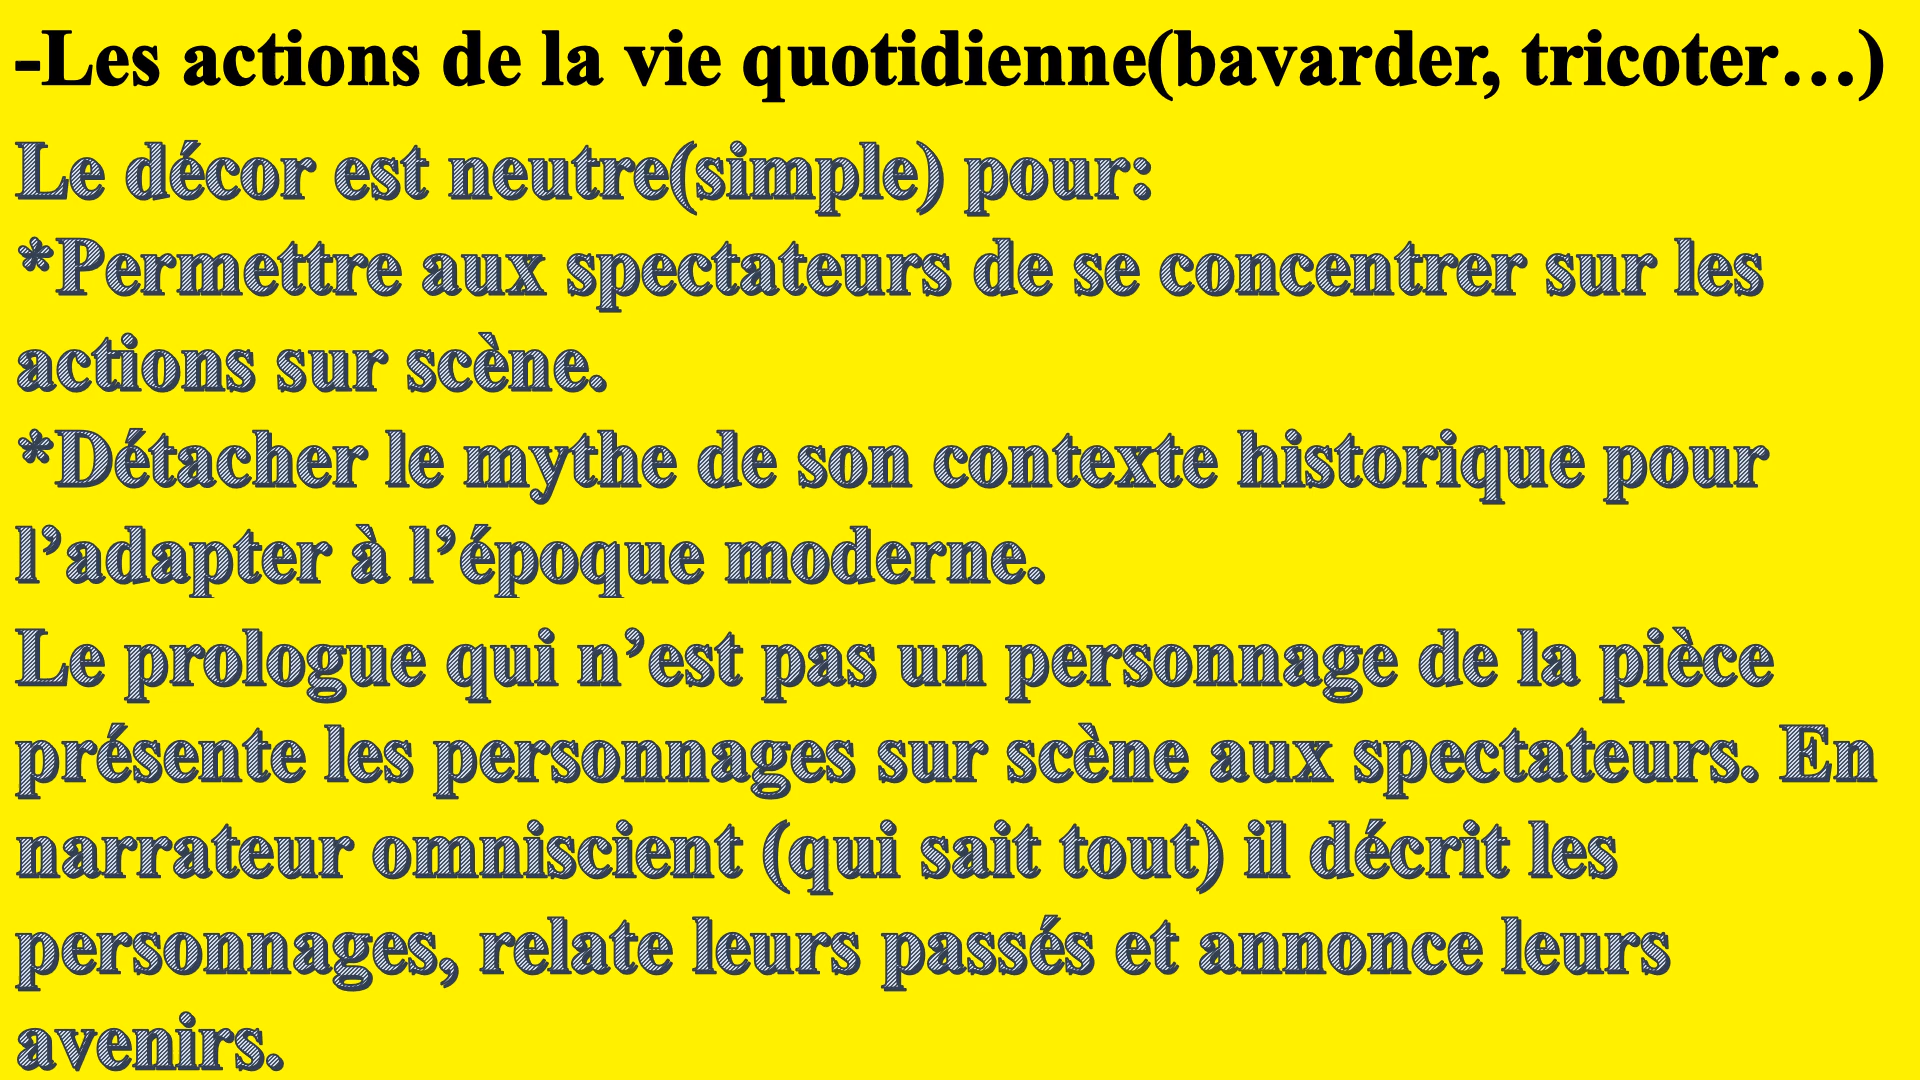 -Les actions de la vie quotidienne(bavarder, tricoter…)
Le décor est neutre(simple) pour:
*Permettre aux spectateurs de se concentrer sur les
actions sur scène.
*Détacher le mythe de son contexte historique pour
l’adapter à l’époque moderne.
Le prologue qui n’est pas un personnage de la pièce
présente les personnages sur scène aux spectateurs. En
narrateur omniscient (qui sait tout) il décrit les
personnages, relate leurs passés et annonce leurs
avenirs.